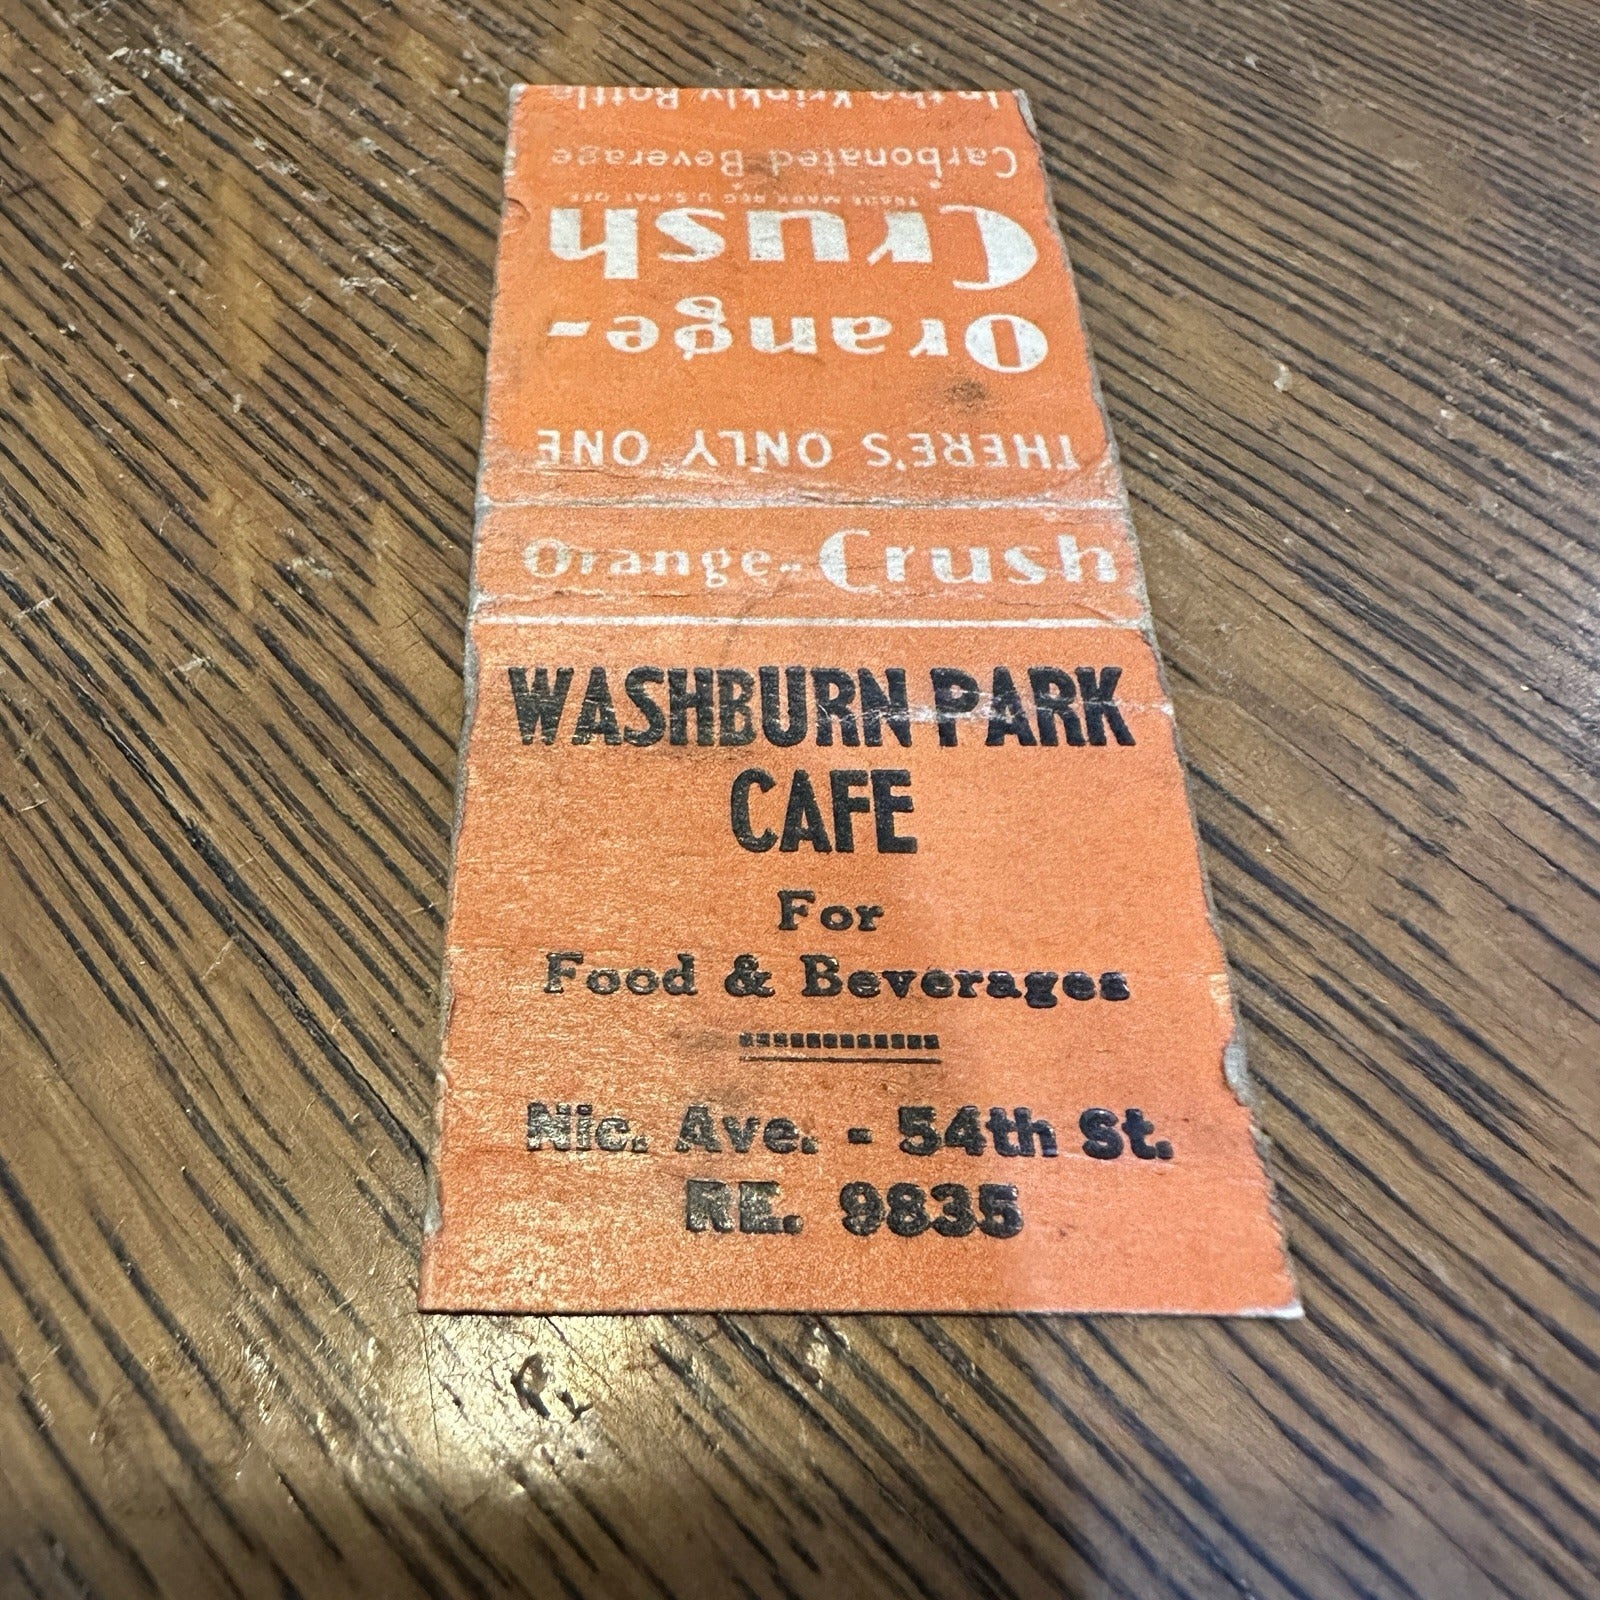 In the Krinkly Bottle
Carbonated Beverage
TRADE MARK REG U.S. PAT. OFF.
Crush
Orange-
THERE'S ONLY ONE
Orange-Crush
WASHBURN PARK
CAFE
For
Food & Beverages
Nic. Ave. - 54th St.
RE. 9835